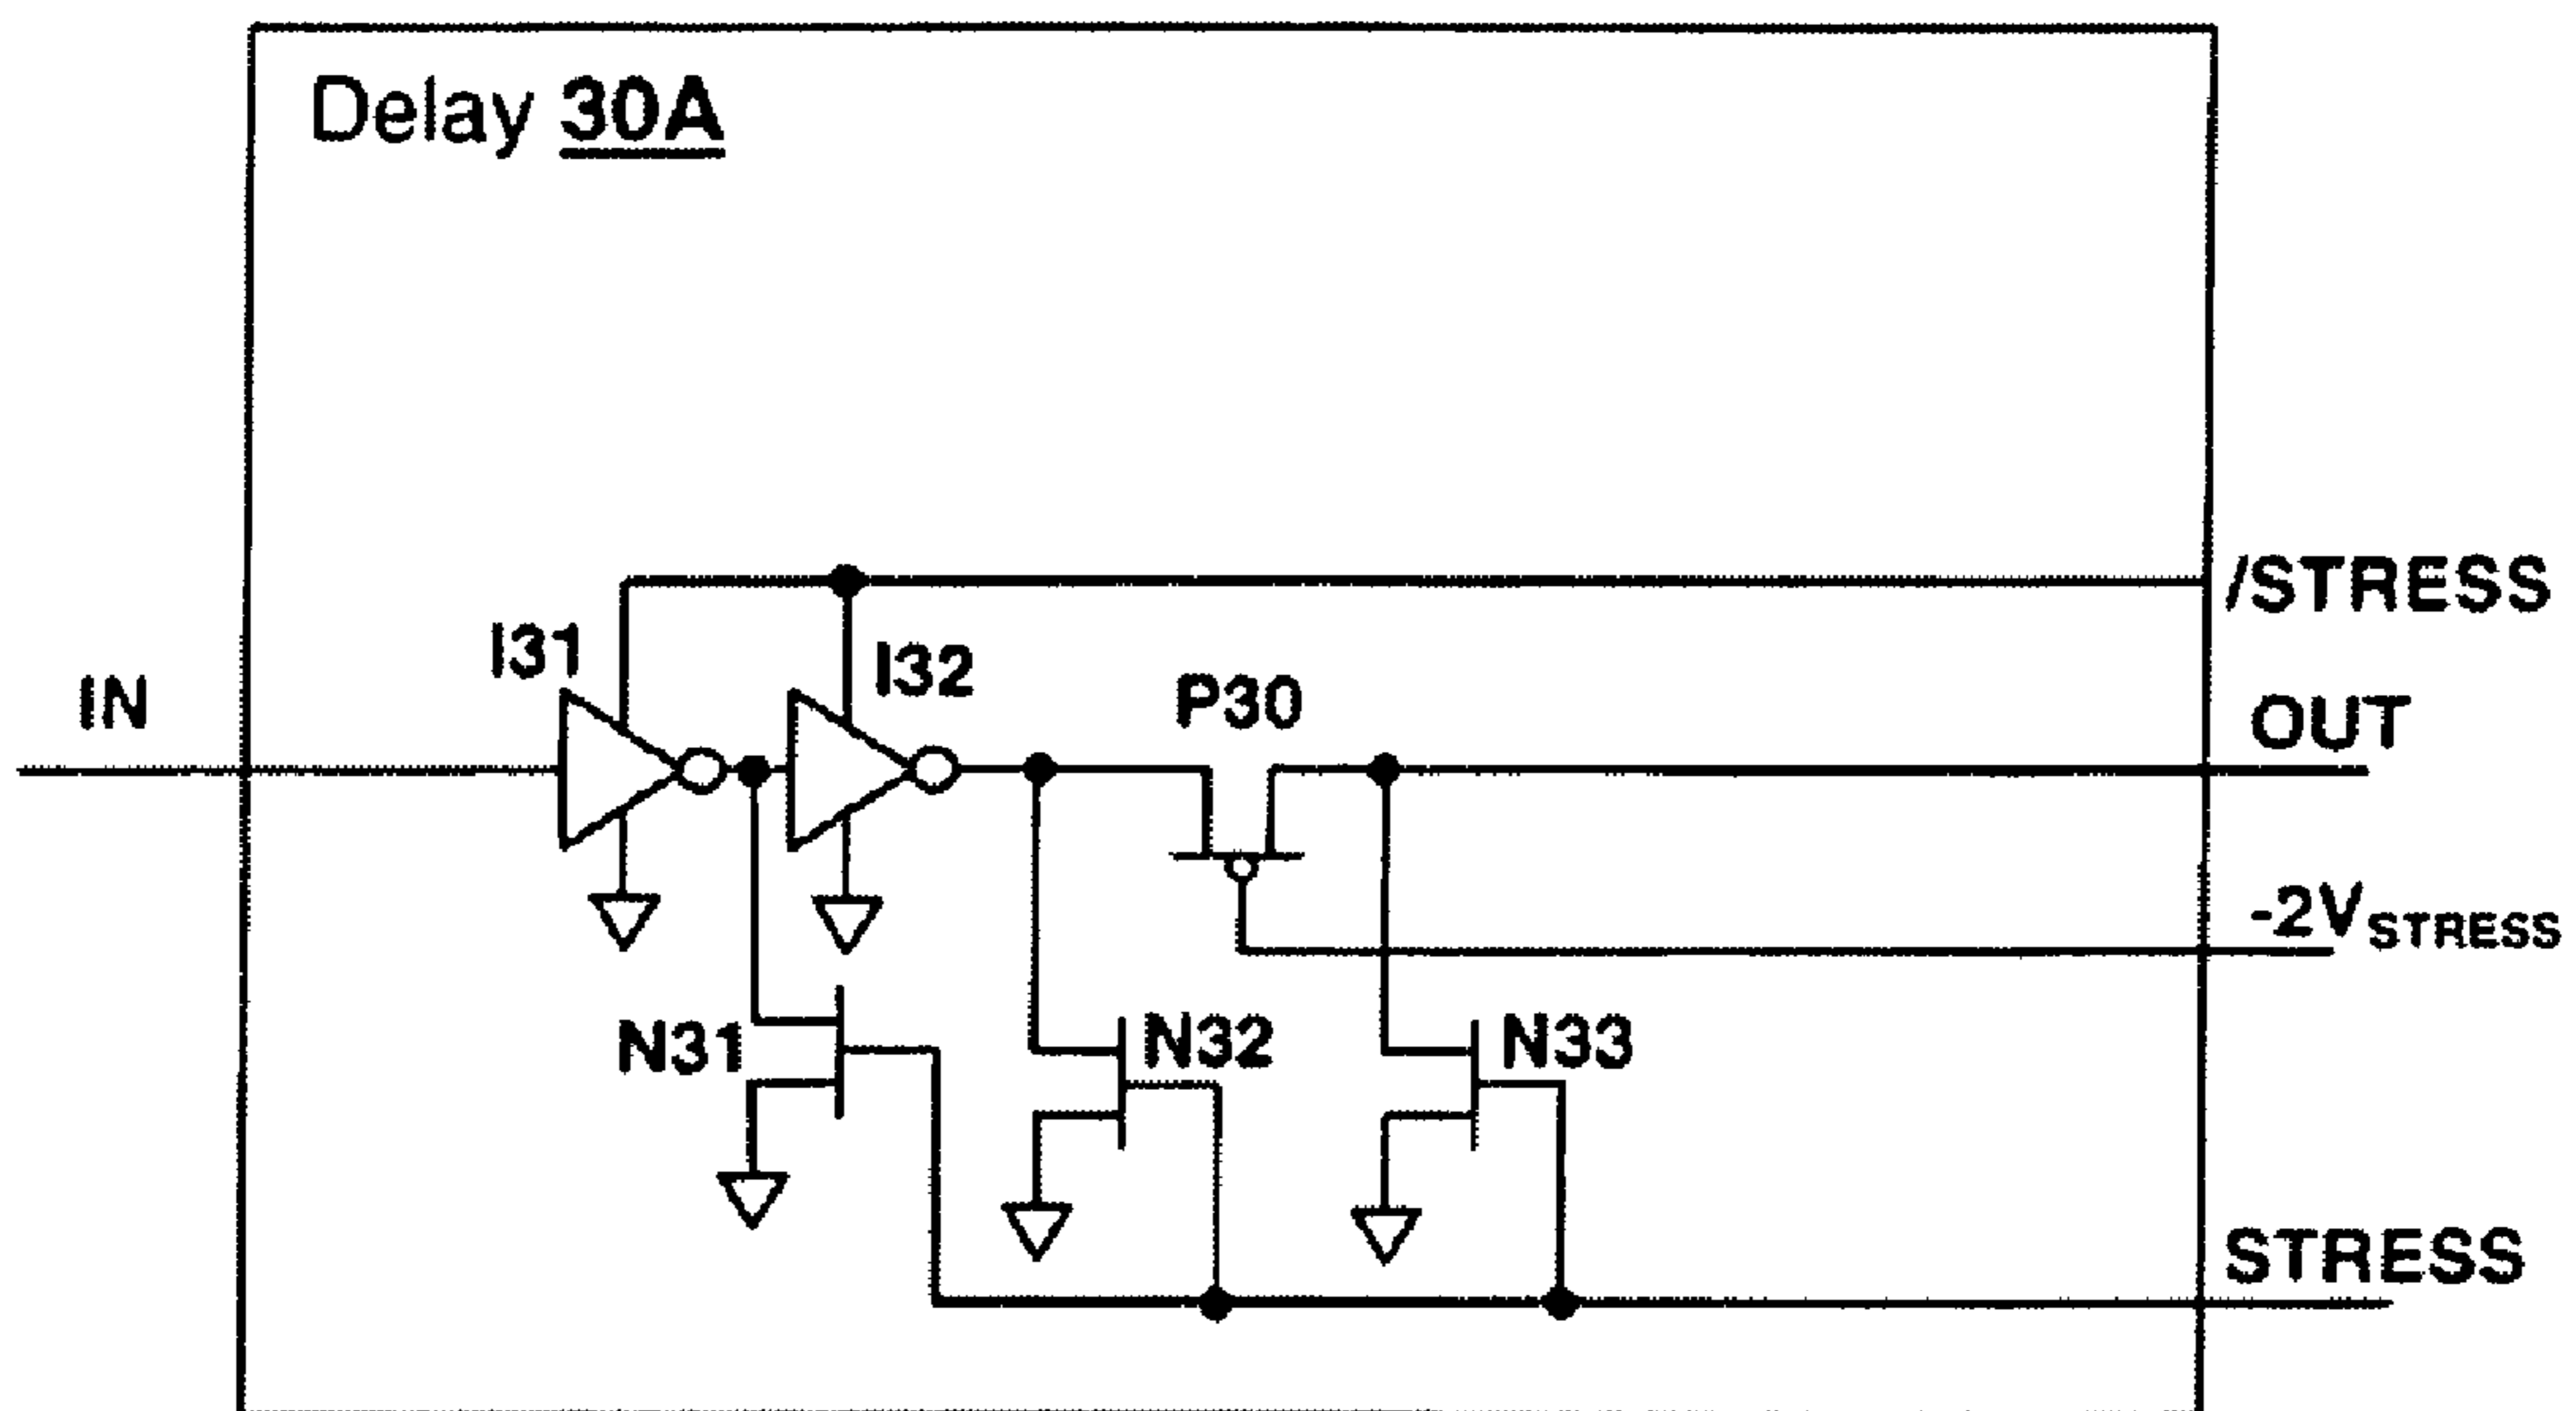 Delay 30A
/STRESS
I31
I32
IN
P30
OUT
-2VSTRESS
N31
N32
N33
STRESS